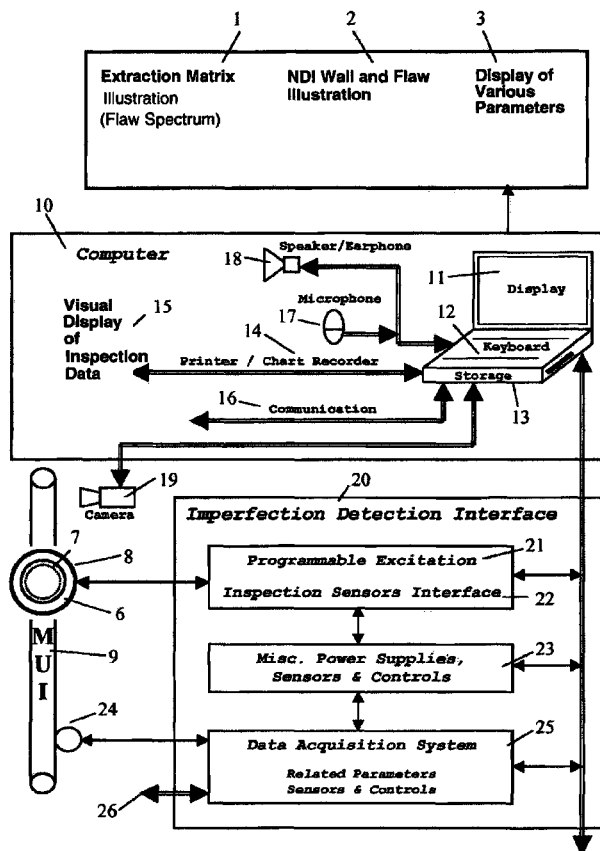 1
2
3
Extraction Matrix
Illustration
(Flaw Spectrum)
NDI Wall and Flaw
Illustration
Display of
Various
Parameters
10
Computer
Speaker/Earphone
18
11
Display
Visual
Display
of
Inspection
Data
15
Microphone
17
12
Keyboard
14
Printer / Chart Recorder
Storage
13
16
Communication
19
Camera
20
Imperfection Detection Interface
7
8
6
Programmable Excitation
21
Inspection Sensors Interface
22
MUI
9
Misc. Power Supplies,
Sensors & Controls
23
24
Data Acquisition System
25
Related Parameters
Sensors & Controls
26